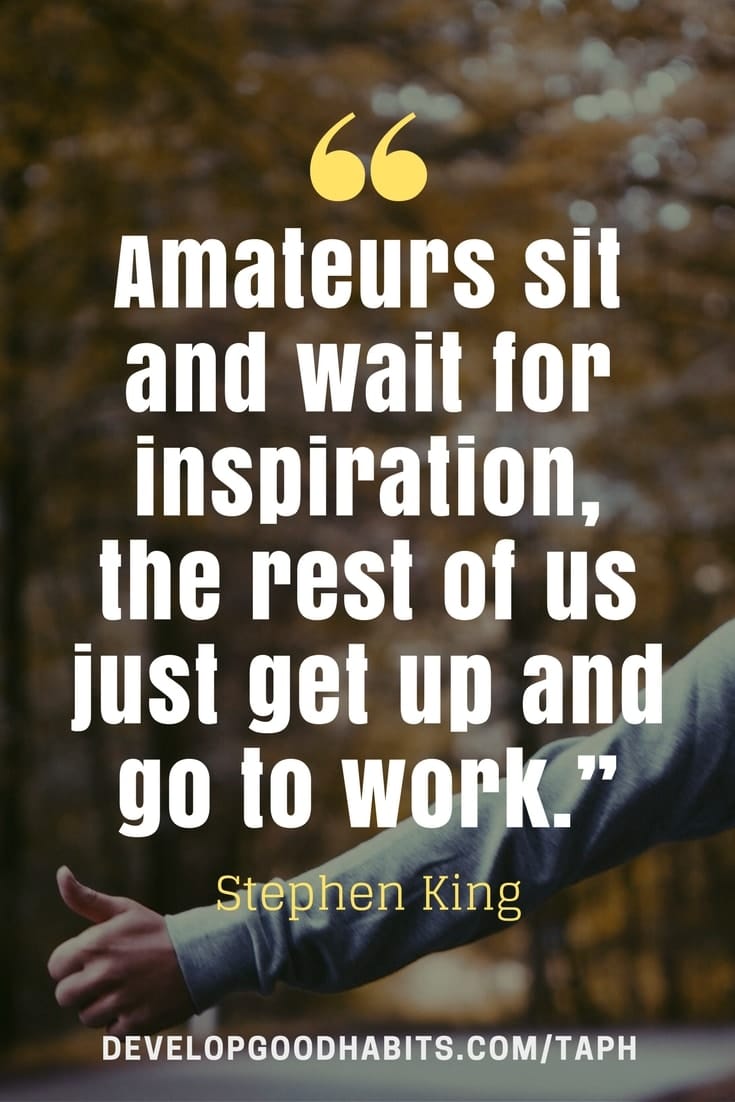 “
Amateurs sit
and wait for
inspiration,
the rest of us
just get up and
go to work.”
Stephen King
DEVELOPGOODHABITS.COM/TAPH